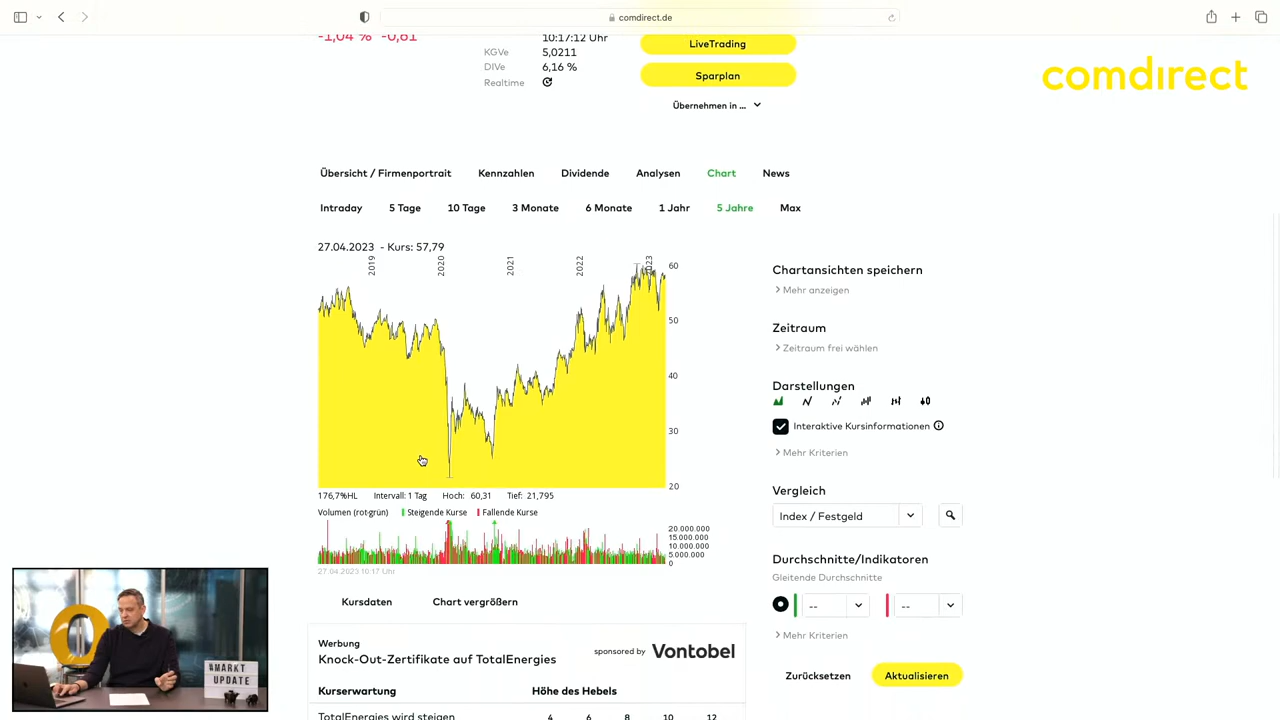 comdirect.de
-1,04 % -0,61
10:17:12 Uhr
KGVe 5,0211
DIVe 6,16 %
Realtime
LiveTrading
Sparplan
Übernehmen in ...
comdirect
Übersicht / Firmenportrait Kennzahlen Dividende Analysen Chart News
Intraday 5 Tage 10 Tage 3 Monate 6 Monate 1 Jahr 5 Jahre Max
27.04.2023 - Kurs: 57,79
2019 2020 2021 2022 2023
60
50
40
30
20
176,7%HL Intervall: 1 Tag Hoch: 60,31 Tief: 21,795
Volumen (rot-grün) Steigende Kurse Fallende Kurse
20.000.000
15.000.000
10.000.000
5.000.000
0
27.04.2023 10:17 Uhr
Kursdaten Chart vergrößern
Chartansichten speichern
Mehr anzeigen
Zeitraum
Zeitraum frei wählen
Darstellungen
Interaktive Kursinformationen
Mehr Kriterien
Vergleich
Index / Festgeld
Durchschnitte/Indikatoren
Gleitende Durchschnitte
-- --
Mehr Kriterien
Zurücksetzen Aktualisieren
Werbung
Knock-Out-Zertifikate auf TotalEnergies
sponsored by Vontobel
Kurserwartung Höhe des Hebels
TotalEnergies wird steigen 4 6 8 10 12
#MARKT
UPDATE